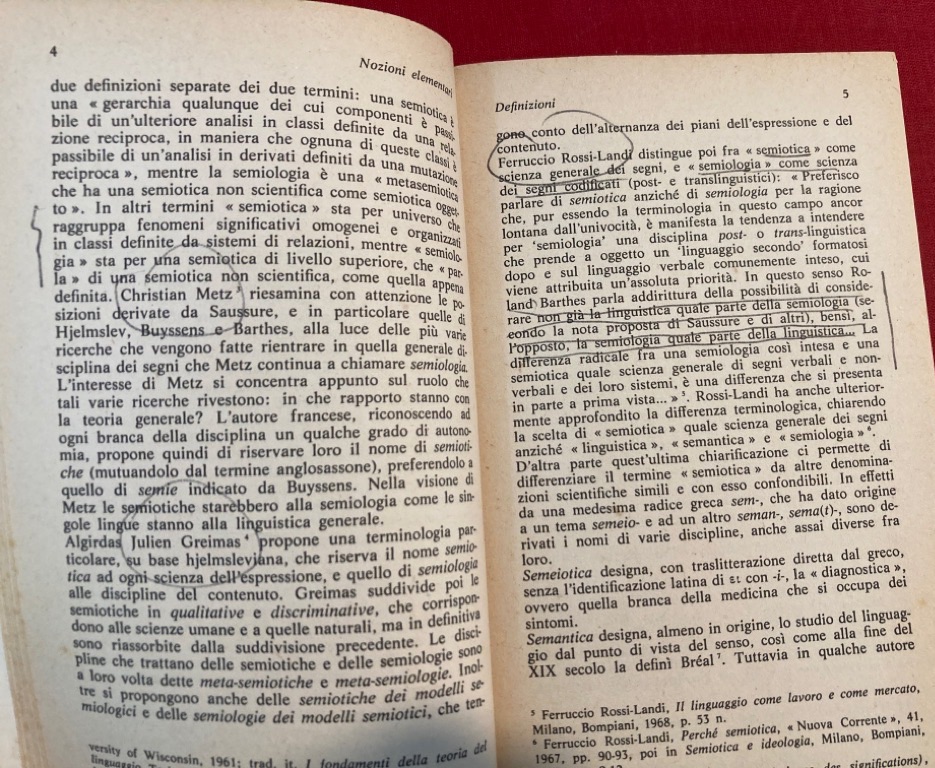 4
Nozioni elementari
due definizioni separate dei due termini: una semiotica è
una « gerarchia qualunque dei cui componenti è passi-
bile di un'ulteriore analisi in classi definite da una rela-
zione reciproca, in maniera che ognuna di queste classi è
passibile di un'analisi in derivati definiti da una mutazione
reciproca », mentre la semiologia è una « metasemiotica
che ha una semiotica non scientifica come semiotica ogget-
to ». In altri termini « semiotica » sta per universo che
raggruppa fenomeni significativi omogenei e organizzati
in classi definite da sistemi di relazioni, mentre « semiolo-
gia » sta per una semiotica di livello superiore, che « par-
la » di una semiotica non scientifica, come quella appena
definita. Christian Metz ³ riesamina con attenzione le po-
sizioni derivate da Saussure, e in particolare quelle di
Hjelmslev, Buyssens e Barthes, alla luce delle più varie
ricerche che vengono fatte rientrare in quella generale di-
sciplina dei segni che Metz continua a chiamare semiologia.
L'interesse di Metz si concentra appunto sul ruolo che
tali varie ricerche rivestono: in che rapporto stanno con
la teoria generale? L'autore francese, riconoscendo ad
ogni branca della disciplina un qualche grado di autono-
mia, propone quindi di riservare loro il nome di semioti-
che (mutuandolo dal termine anglosassone), preferendolo a
quello di semie indicato da Buyssens. Nella visione di
Metz le semiotiche starebbero alla semiologia come le sin-
gole lingue stanno alla linguistica generale.
Algirdas Julien Greimas ⁴ propone una terminologia par-
ticolare, su base hjelmsleviana, che riserva il nome semio-
tica ad ogni scienza dell'espressione, e quello di semiologia
alle discipline del contenuto. Greimas suddivide poi le
semiotiche in qualitative e discriminative, che corrispon-
dono alle scienze umane e a quelle naturali, ma in definitiva
sono riassorbite dalla suddivisione precedente. Le disci-
pline che trattano delle semiotiche e delle semiologie sono
a loro volta dette meta-semiotiche e meta-semiologie. Inol-
tre si propongono anche delle semiotiche dei modelli se-
miologici e delle semiologie dei modelli semiotici, che ten-
versity of Wisconsin, 1961; trad. it. I fondamenti della teoria del
linguaggio
Definizioni
5
gono conto dell'alternanza dei piani dell'espressione e del
contenuto.
Ferruccio Rossi-Landi distingue poi fra « semiotica » come
scienza generale dei segni, e « semiologia » come scienza
dei segni codificati (post- e translinguistici): « Preferisco
parlare di semiotica anziché di semiologia per la ragione
che, pur essendo la terminologia in questo campo ancor
lontana dall'univocità, è manifesta la tendenza a intendere
per 'semiologia' una disciplina post- o trans-linguistica
che prende a oggetto un 'linguaggio secondo' formatosi
dopo e sul linguaggio verbale comunemente inteso, cui
viene attribuita un'assoluta priorità. In questo senso Ro-
land Barthes parla addirittura della possibilità di conside-
rare non già la linguistica quale parte della semiologia (se-
condo la nota proposta di Saussure e di altri), bensì, al-
l'opposto, la semiologia quale parte della linguistica... La
differenza radicale fra una semiologia così intesa e una
semiotica quale scienza generale di segni verbali e non-
verbali e dei loro sistemi, è una differenza che si presenta
in parte a prima vista... » ⁵. Rossi-Landi ha anche ulterior-
mente approfondito la differenza terminologica, chiarendo
la scelta di « semiotica » quale scienza generale dei segni
anziché « linguistica », « semantica » e « semiologia » ⁶.
D'altra parte quest'ultima chiarificazione ci permette di
differenziare il termine « semiotica » da altre denomina-
zioni scientifiche simili e con esso confondibili. In effetti
da una medesima radice greca sem-, che ha dato origine
a un tema semeio- e ad un altro seman-, sema(t)-, sono de-
rivati i nomi di varie discipline, anche assai diverse fra
loro.
Semeiotica designa, con traslitterazione diretta dal greco,
senza l'identificazione latina di ει con -i-, la « diagnostica »,
ovvero quella branca della medicina che si occupa dei
sintomi.
Semantica designa, almeno in origine, lo studio del linguag-
gio dal punto di vista del senso, così come alla fine del
XIX secolo la definì Bréal ⁷. Tuttavia in qualche autore
⁵ Ferruccio Rossi-Landi, Il linguaggio come lavoro e come mercato,
Milano, Bompiani, 1968, p. 53 n.
⁶ Ferruccio Rossi-Landi, Perché semiotica, « Nuova Corrente », 41,
1967, pp. 90-93, poi in Semiotica e ideologia, Milano, Bompiani,
des significations),